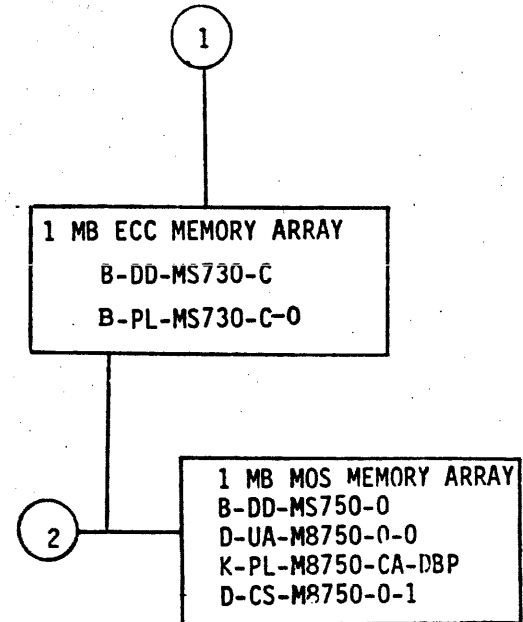 1
1 MB ECC MEMORY ARRAY
B-DD-MS730-C
B-PL-MS730-C-0
1 MB MOS MEMORY ARRAY
B-DD-MS750-0
D-UA-M8750-0-0
K-PL-M8750-CA-DBP
D-CS-M8750-0-1
2